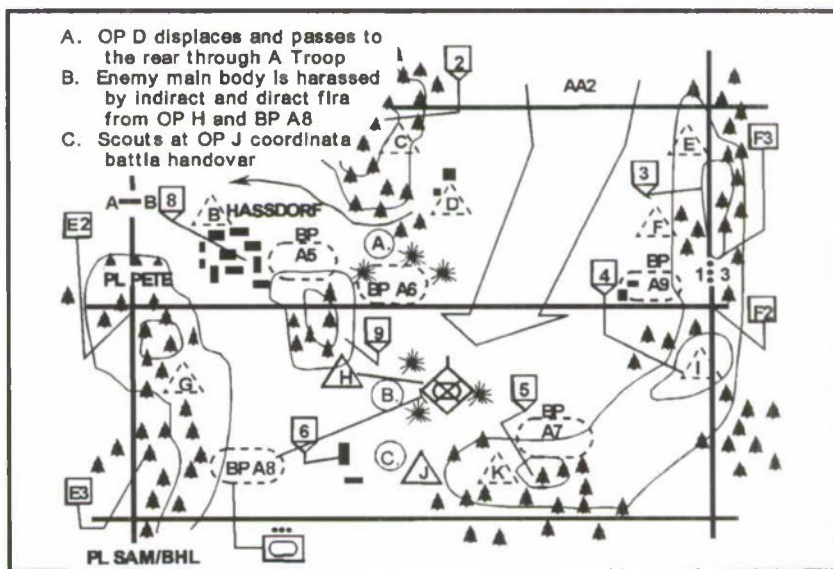 A. OP D displaces and passes to
the rear through A Troop
B. Enemy main body is harassed
by indiract and diract fira
from OP H and BP A8
C. Scouts at OP J coordinata
battla handovar
2
AA2
C
E
F3
3
A B
8
B
HASSDORF
D
E2
F
BP
A5
A.
BP
A9
1 3
PL PETE
BP A6
4
F2
9
H
I
G
B.
5
6
BP
A7
BP A8
C.
J
K
E3
PL SAM/BHL